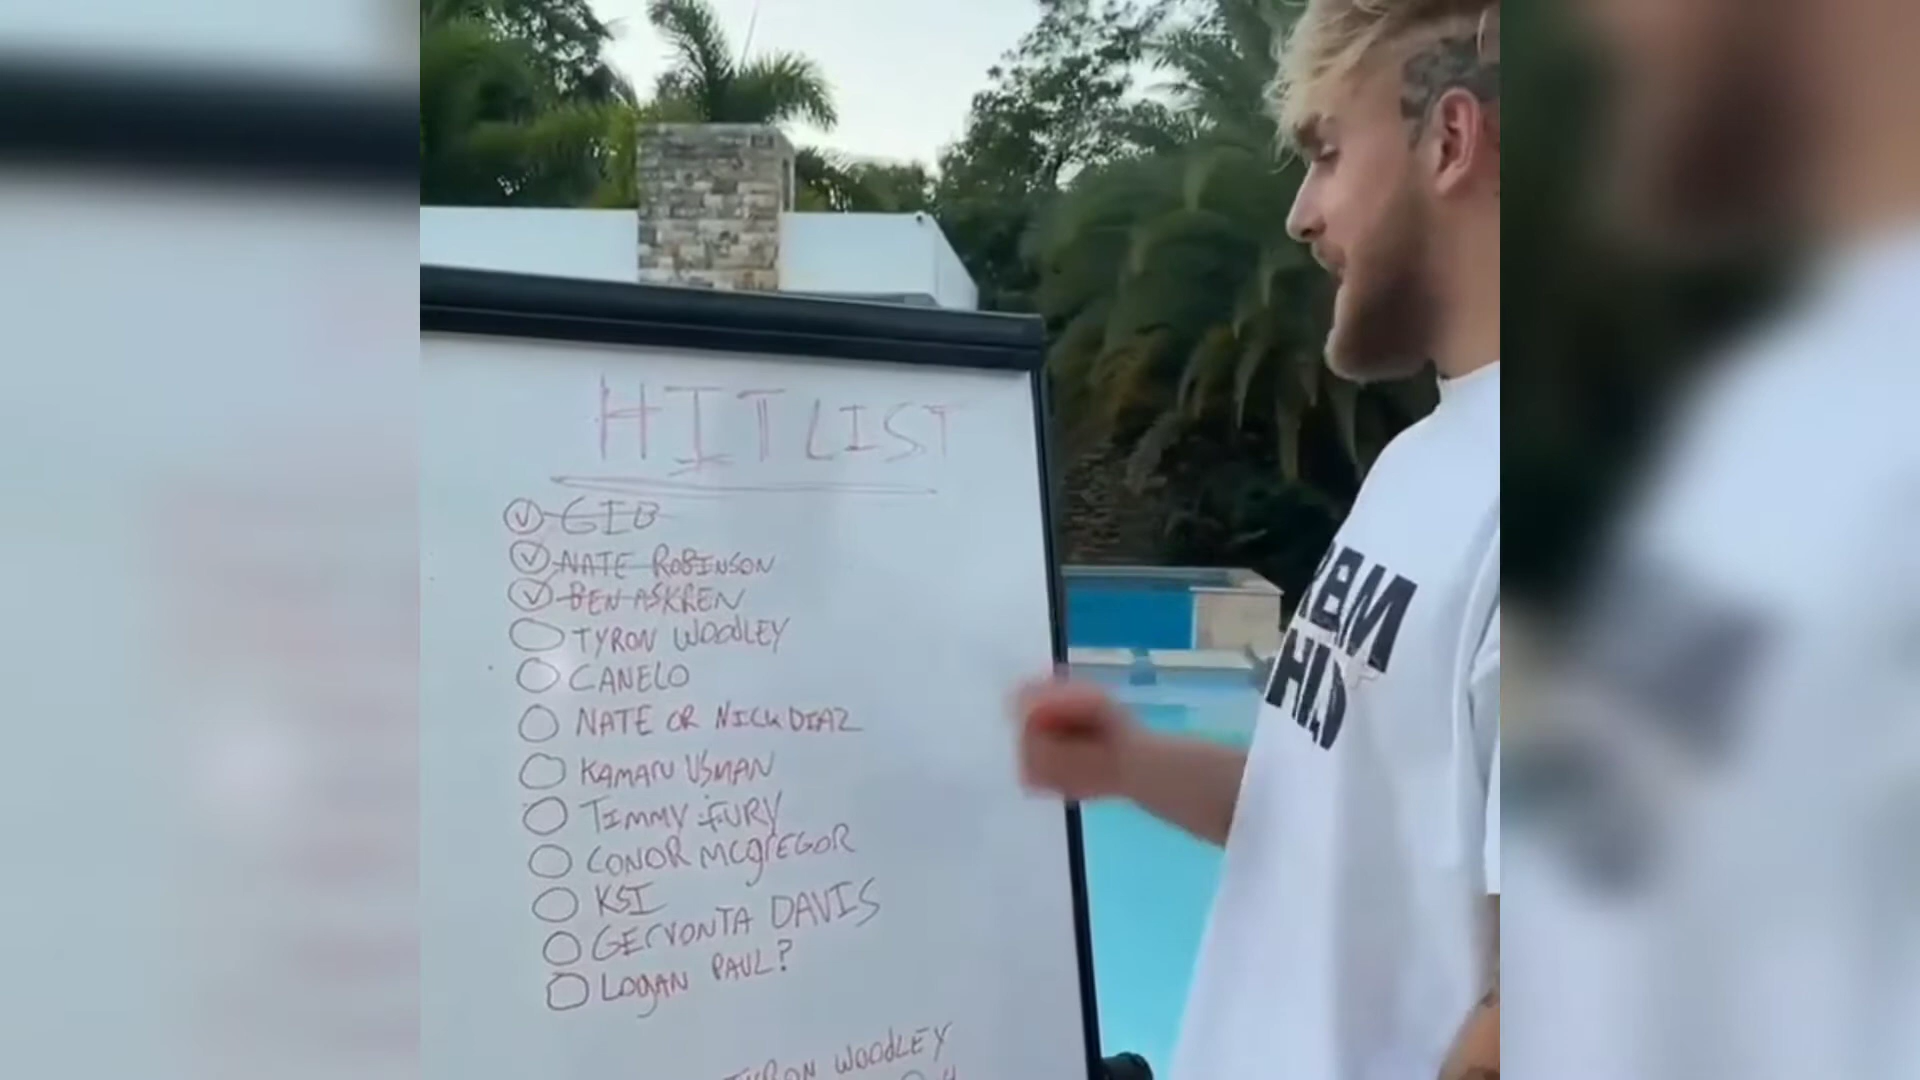 HIT LIST
GIB
NATE ROBINSON
BEN ASKREN
TYRON WOODLEY
CANELO
NATE OR NICK DIAZ
KAMARU USMAN
TIMMY FURY
CONOR MCgREGOR
KSI
GERVONTA DAVIS
LOgAN PAUL?
TYRON WOODLEY